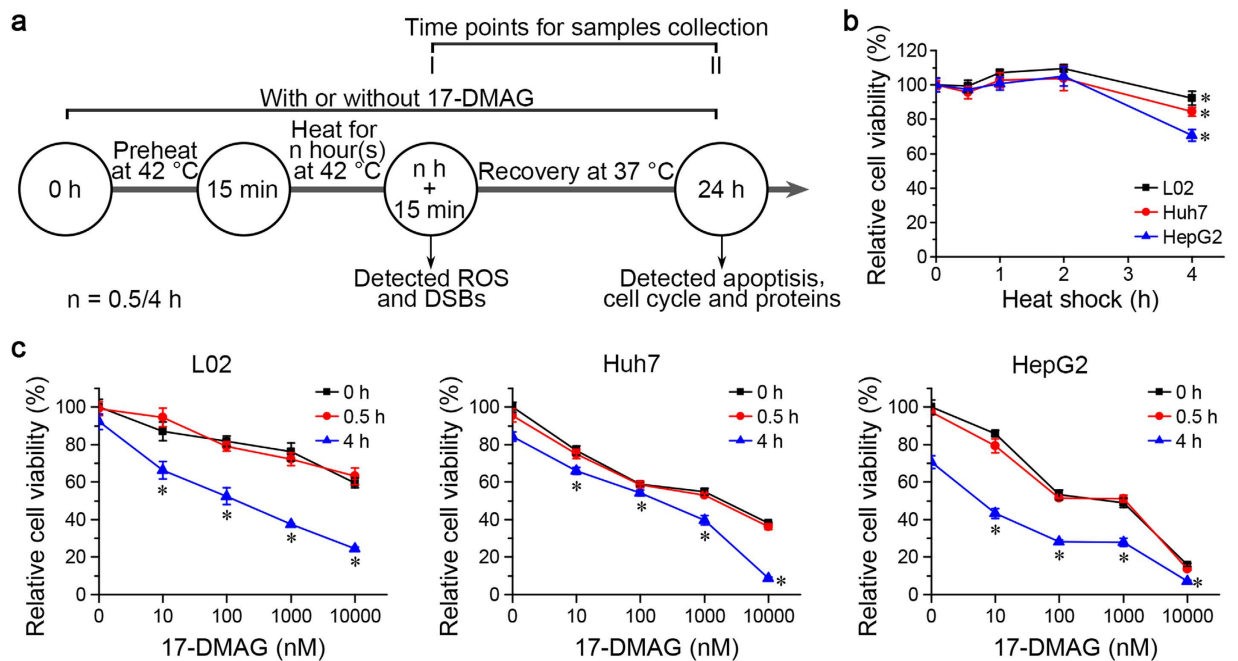 a
Time points for samples collection
I
II
With or without 17-DMAG
Preheat
at 42 °C
Heat for
n hour(s)
at 42 °C
Recovery at 37 °C
0 h
15 min
n h
+
15 min
24 h
Detected ROS
and DSBs
Detected apoptisis,
cell cycle and proteins
n = 0.5/4 h
b
Relative cell viability (%)
120
100
80
60
40
20
0
L02
Huh7
HepG2
*
*
*
0
1
2
3
4
Heat shock (h)
c
L02
Relative cell viability (%)
100
80
60
40
20
0
0 h
0.5 h
4 h
*
*
*
*
0
10
100
1000
10000
17-DMAG (nM)
Huh7
Relative cell viability (%)
100
80
60
40
20
0
0 h
0.5 h
4 h
*
*
*
*
0
10
100
1000
10000
17-DMAG (nM)
HepG2
Relative cell viability (%)
100
80
60
40
20
0
0 h
0.5 h
4 h
*
*
*
*
0
10
100
1000
10000
17-DMAG (nM)